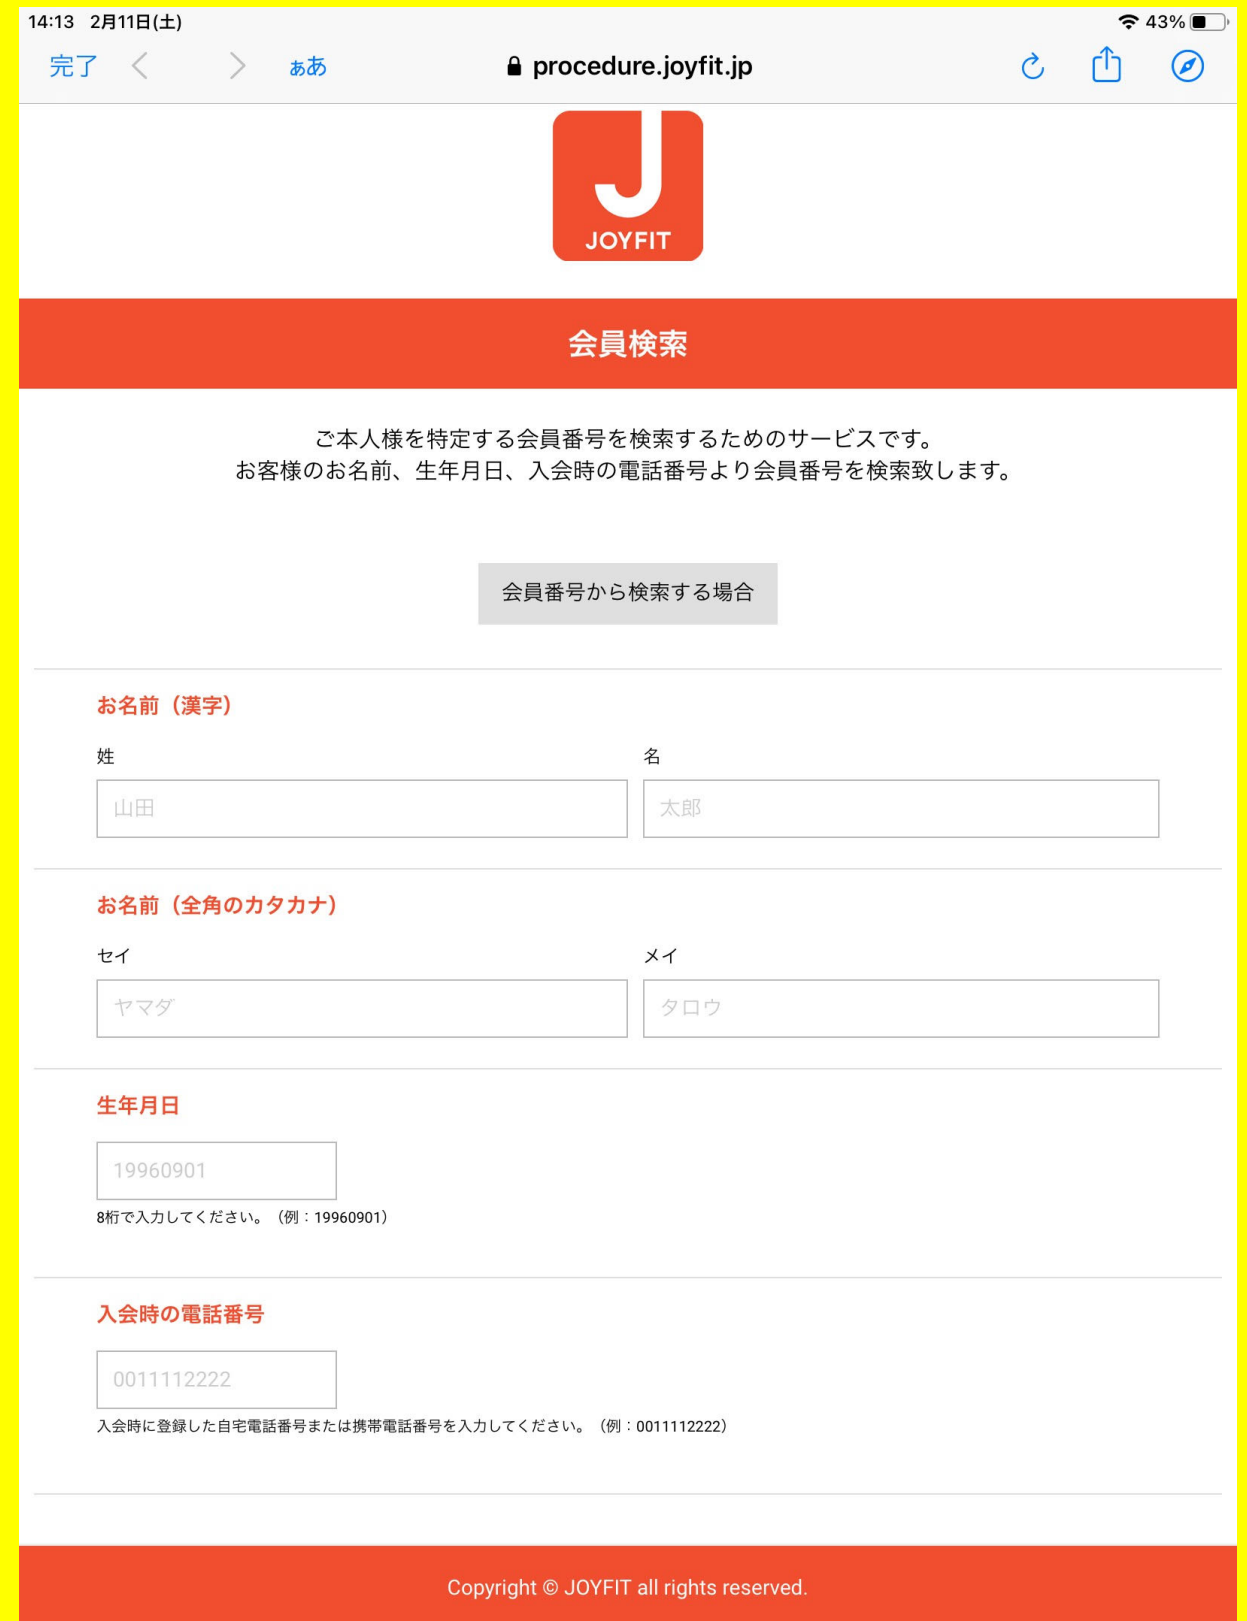 14:13 2月11日(土) 43%
完了 ぁあ procedure.joyfit.jp
J
JOYFIT
会員検索
ご本人様を特定する会員番号を検索するためのサービスです。
お客様のお名前、生年月日、入会時の電話番号より会員番号を検索致します。
会員番号から検索する場合
お名前（漢字）
姓 名
山田 太郎
お名前（全角のカタカナ）
セイ メイ
ヤマダ タロウ
生年月日
19960901
8桁で入力してください。（例：19960901）
入会時の電話番号
0011112222
入会時に登録した自宅電話番号または携帯電話番号を入力してください。（例：0011112222）
Copyright © JOYFIT all rights reserved.